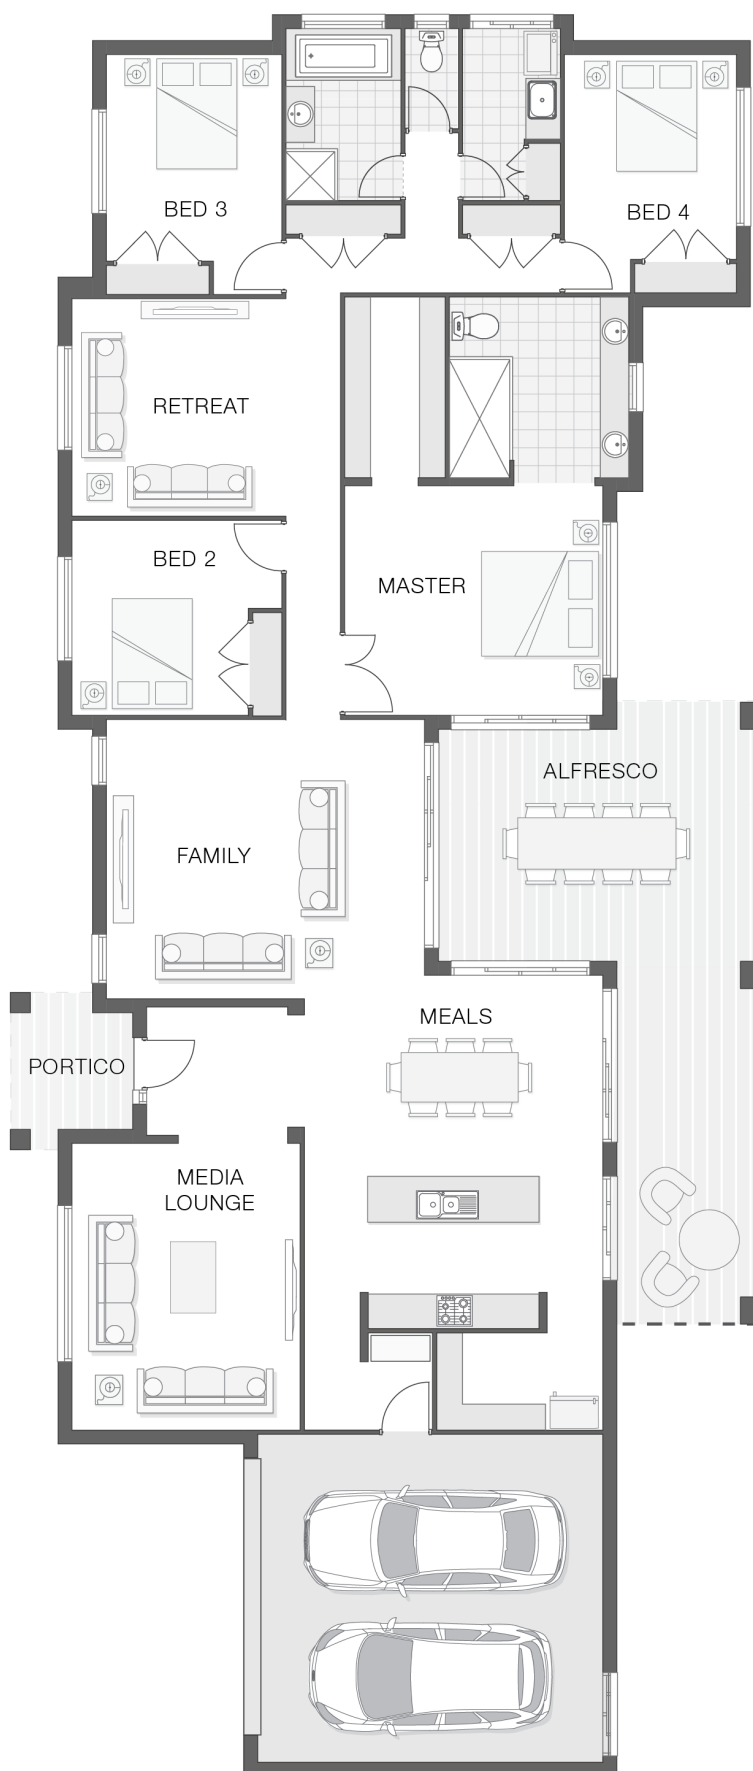 BED 3
BED 4
RETREAT
BED 2
MASTER
ALFRESCO
FAMILY
MEALS
PORTICO
MEDIA
LOUNGE